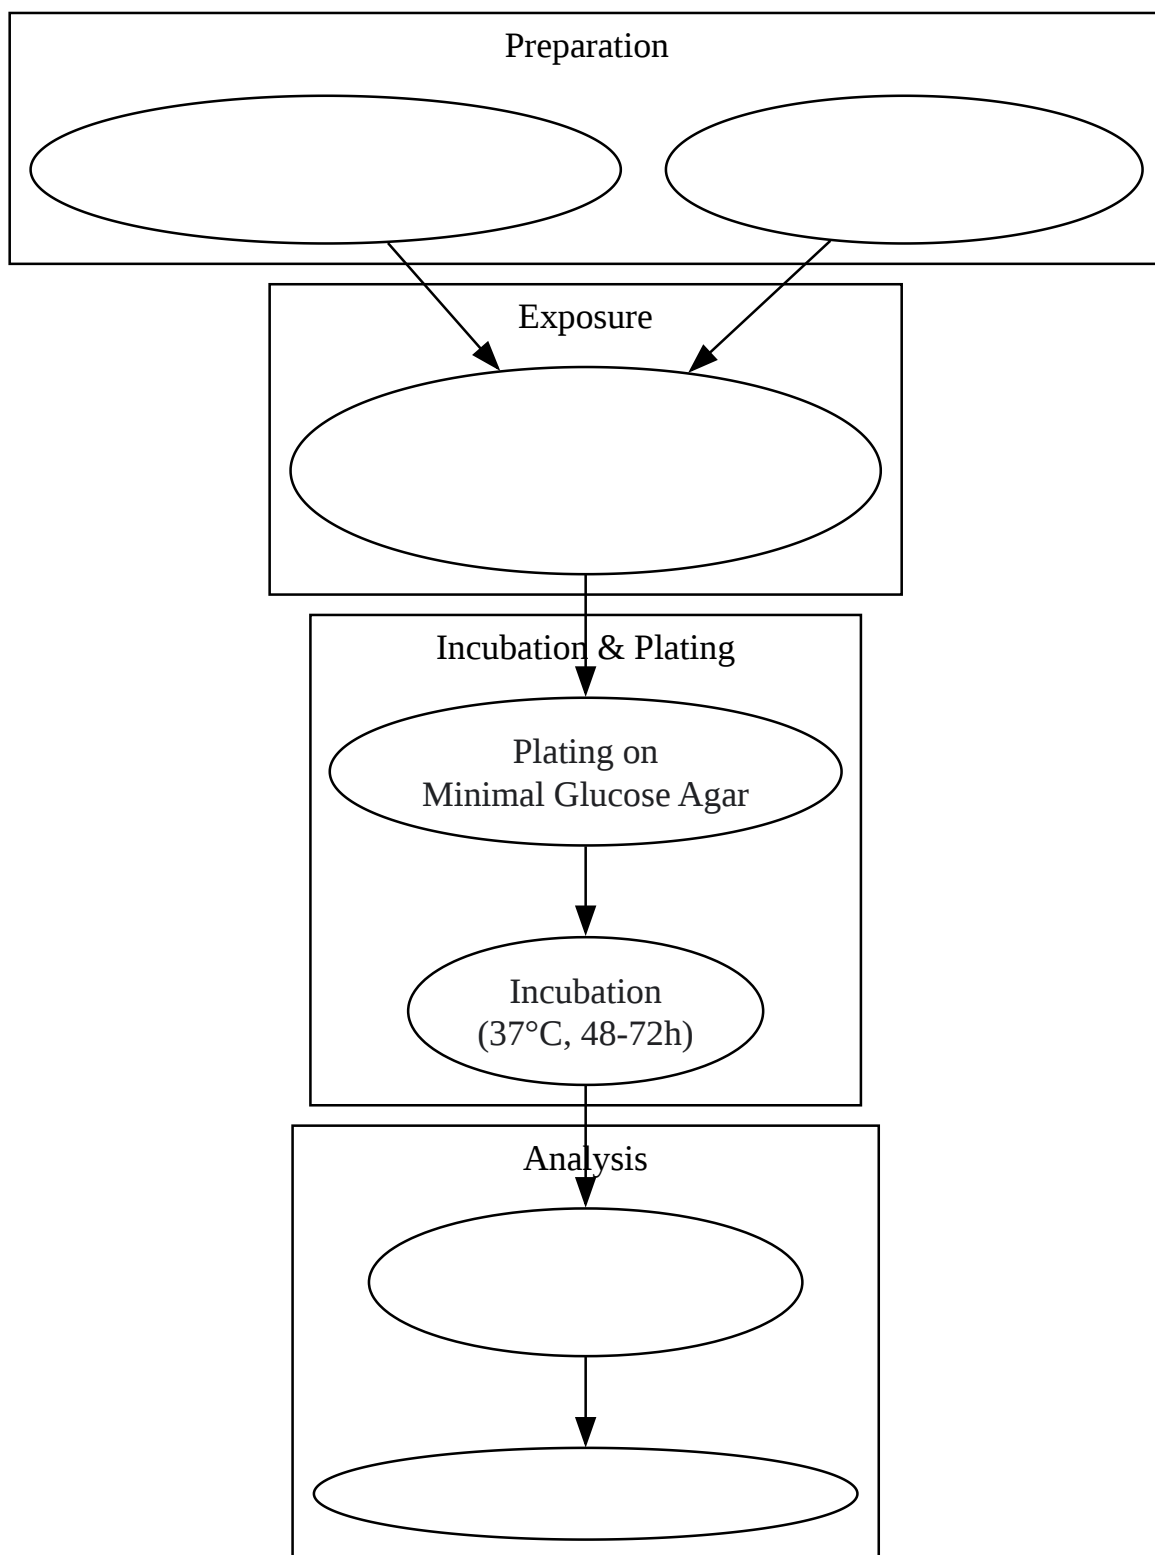 Preparation
Exposure
Incubation & Plating
Plating on
Minimal Glucose Agar
Incubation
(37°C, 48-72h)
Analysis